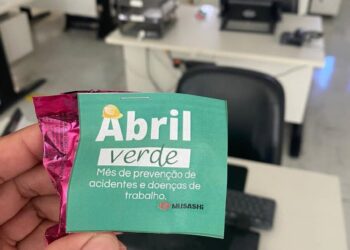 Abril
verde
Mês de prevenção de
acidentes e doenças de
trabalho.
MUSASHI